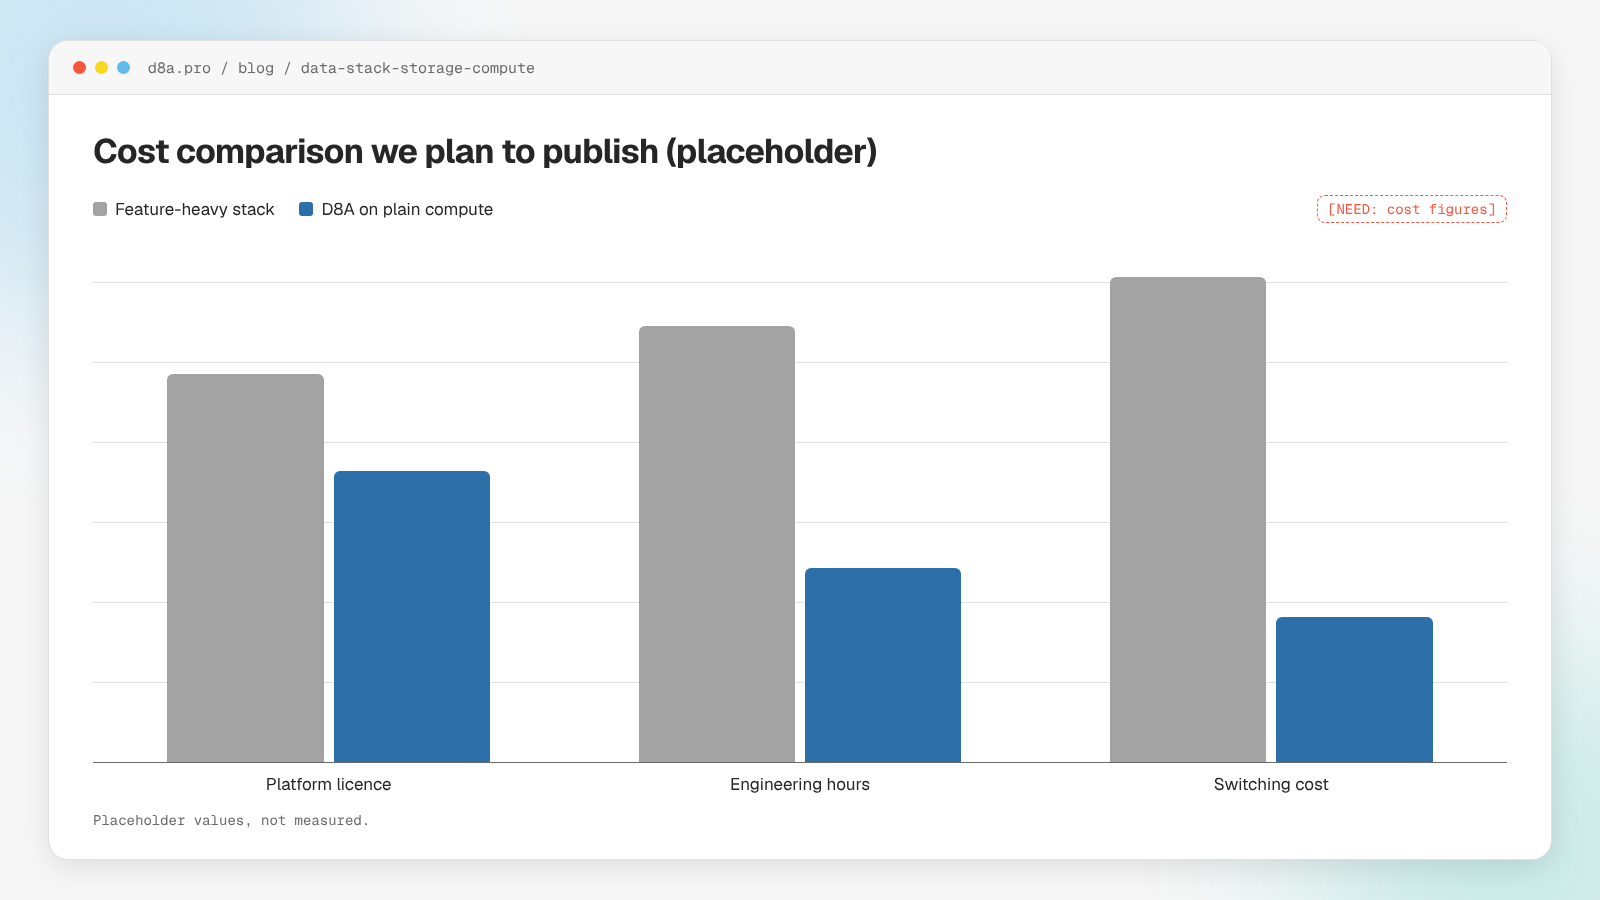 d8a.pro / blog / data-stack-storage-compute
Cost comparison we plan to publish (placeholder)
Feature-heavy stack
D8A on plain compute
[NEED: cost figures]
Platform licence
Engineering hours
Switching cost
Placeholder values, not measured.